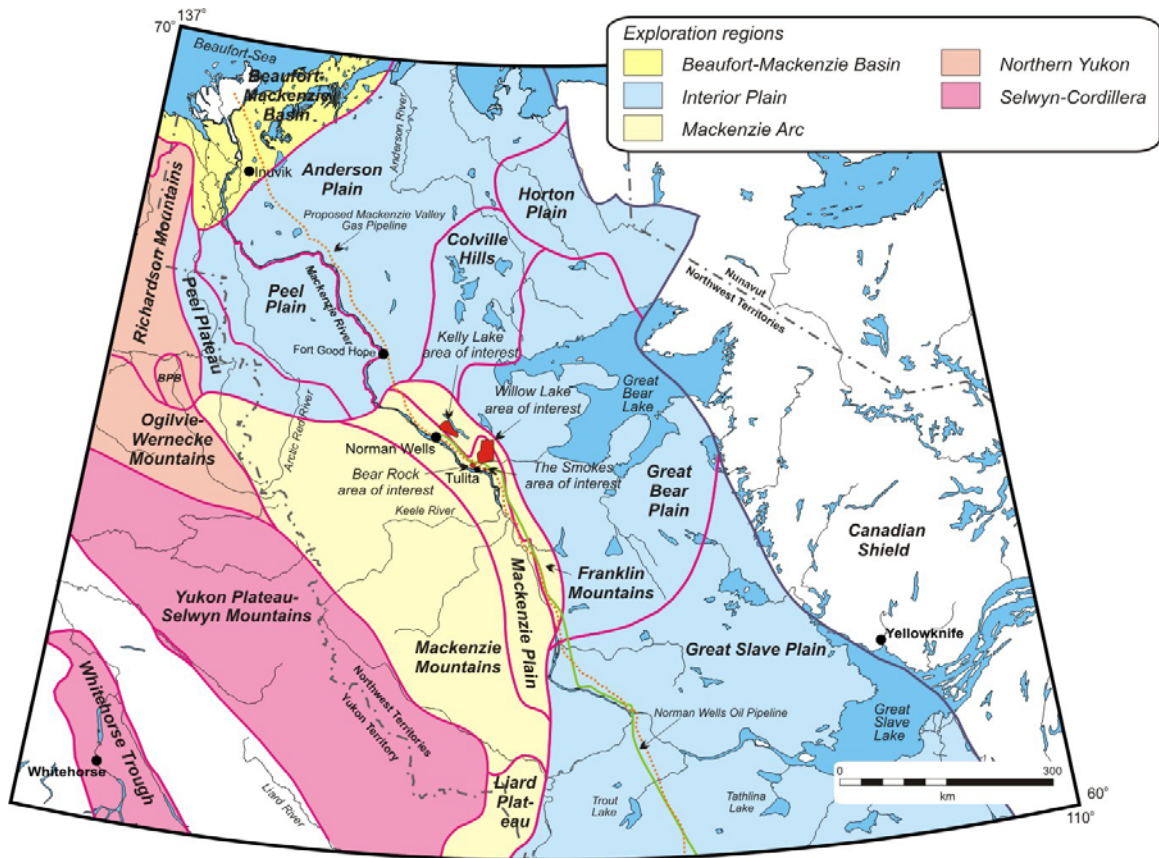 70°
137°
Exploration regions
Beaufort-Mackenzie Basin
Interior Plain
Mackenzie Arc
Northern Yukon
Selwyn-Cordillera
Beaufort Sea
Beaufort-
Mackenzie
Basin
Inuvik
Anderson River
Anderson
Plain
Horton
Plain
Proposed Mackenzie Valley
Gas Pipeline
Colville
Hills
Richardson Mountains
Peel Plateau
Peel
Plain
Mackenzie River
Nunavut
Northwest Territories
Fort Good Hope
Kelly Lake
area of interest
BPB
Great
Bear
Lake
Willow Lake
area of interest
Ogilvie-
Wernecke
Mountains
Arctic Red River
Norman Wells
Bear Rock
area of interest
Tulita
The Smokes
area of interest
Keele River
Great
Bear
Plain
Canadian
Shield
Franklin
Mountains
Mackenzie Plain
Yukon Plateau-
Selwyn Mountains
Mackenzie
Mountains
Yellowknife
Great Slave Plain
Northwest Territories
Yukon Territory
Great
Slave
Lake
Norman Wells Oil Pipeline
Whitehorse Trough
Whitehorse
Liard River
Liard
Plat-
eau
Trout
Lake
Tathlina
Lake
0
300
km
60°
110°